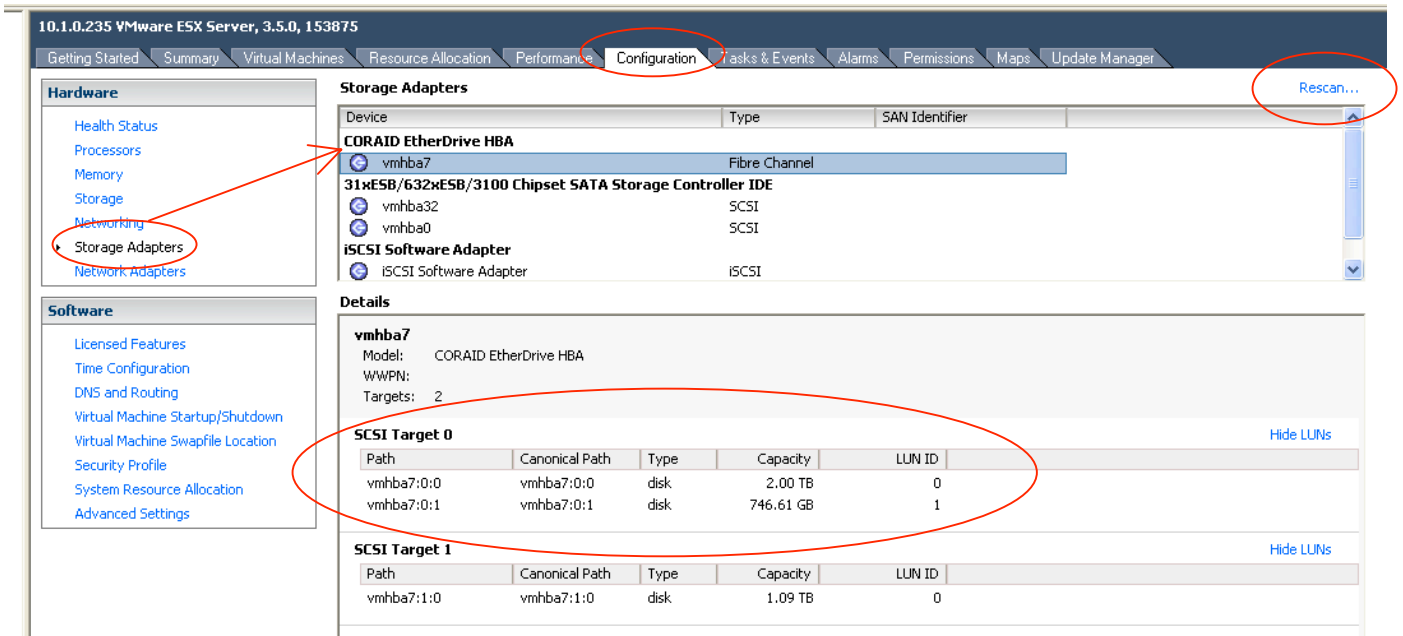 10.1.0.235 VMware ESX Server, 3.5.0, 153875
Getting Started Summary Virtual Machines Resource Allocation Performance Configuration Tasks & Events Alarms Permissions Maps Update Manager
Hardware
Health Status
Processors
Memory
Storage
Networking
Storage Adapters
Network Adapters
Software
Licensed Features
Time Configuration
DNS and Routing
Virtual Machine Startup/Shutdown
Virtual Machine Swapfile Location
Security Profile
System Resource Allocation
Advanced Settings
Storage Adapters Rescan...
Device Type SAN Identifier
CORAID EtherDrive HBA
vmhba7 Fibre Channel
31xESB/632xESB/3100 Chipset SATA Storage Controller IDE
vmhba32 SCSI
vmhba0 SCSI
iSCSI Software Adapter
iSCSI Software Adapter iSCSI
Details
vmhba7
Model: CORAID EtherDrive HBA
WWPN:
Targets: 2
SCSI Target 0 Hide LUNs
Path Canonical Path Type Capacity LUN ID
vmhba7:0:0 vmhba7:0:0 disk 2.00 TB 0
vmhba7:0:1 vmhba7:0:1 disk 746.61 GB 1
SCSI Target 1 Hide LUNs
Path Canonical Path Type Capacity LUN ID
vmhba7:1:0 vmhba7:1:0 disk 1.09 TB 0